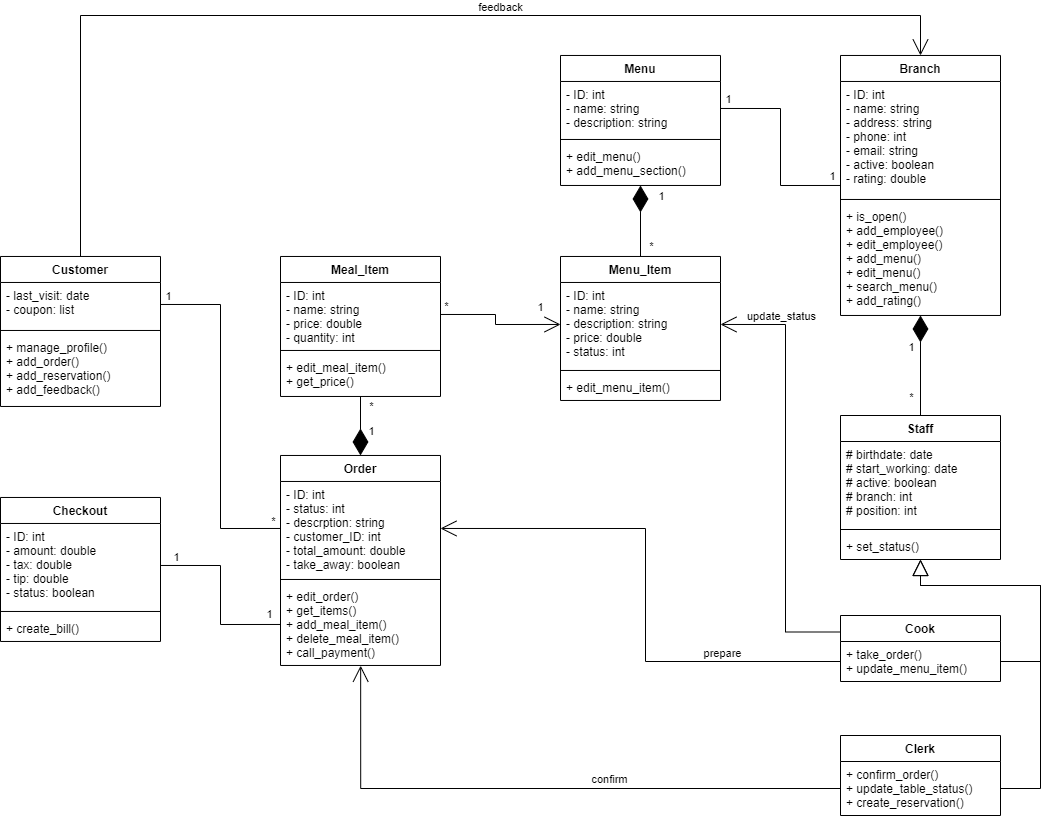 feedback
Menu
- ID: int
- name: string
- description: string
+ edit_menu()
+ add_menu_section()
1
1
Branch
- ID: int
- name: string
- address: string
- phone: int
- email: string
- active: boolean
- rating: double
+ is_open()
+ add_employee()
+ edit_employee()
+ add_menu()
+ edit_menu()
+ search_menu()
+ add_rating()
1
*
Customer
- last_visit: date
- coupon: list
+ manage_profile()
+ add_order()
+ add_reservation()
+ add_feedback()
1
*
Meal_Item
- ID: int
- name: string
- price: double
- quantity: int
+ edit_meal_item()
+ get_price()
*
1
Menu_Item
- ID: int
- name: string
- description: string
- price: double
- status: int
+ edit_menu_item()
update_status
1
*
*
1
Staff
# birthdate: date
# start_working: date
# active: boolean
# branch: int
# position: int
+ set_status()
Order
- ID: int
- status: int
- descrption: string
- customer_ID: int
- total_amount: double
- take_away: boolean
+ edit_order()
+ get_items()
+ add_meal_item()
+ delete_meal_item()
+ call_payment()
Checkout
- ID: int
- amount: double
- tax: double
- tip: double
- status: boolean
+ create_bill()
1
1
prepare
Cook
+ take_order()
+ update_menu_item()
confirm
Clerk
+ confirm_order()
+ update_table_status()
+ create_reservation()